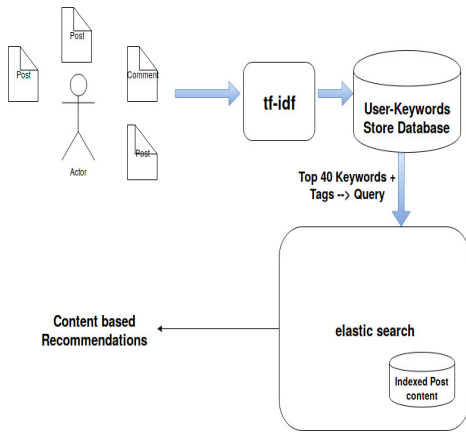 Post
Post
Comment
Post
Actor
tf-idf
User-Keywords
Store Database
Top 40 Keywords +
Tags --> Query
elastic search
Indexed Post
content
Content based
Recommendations